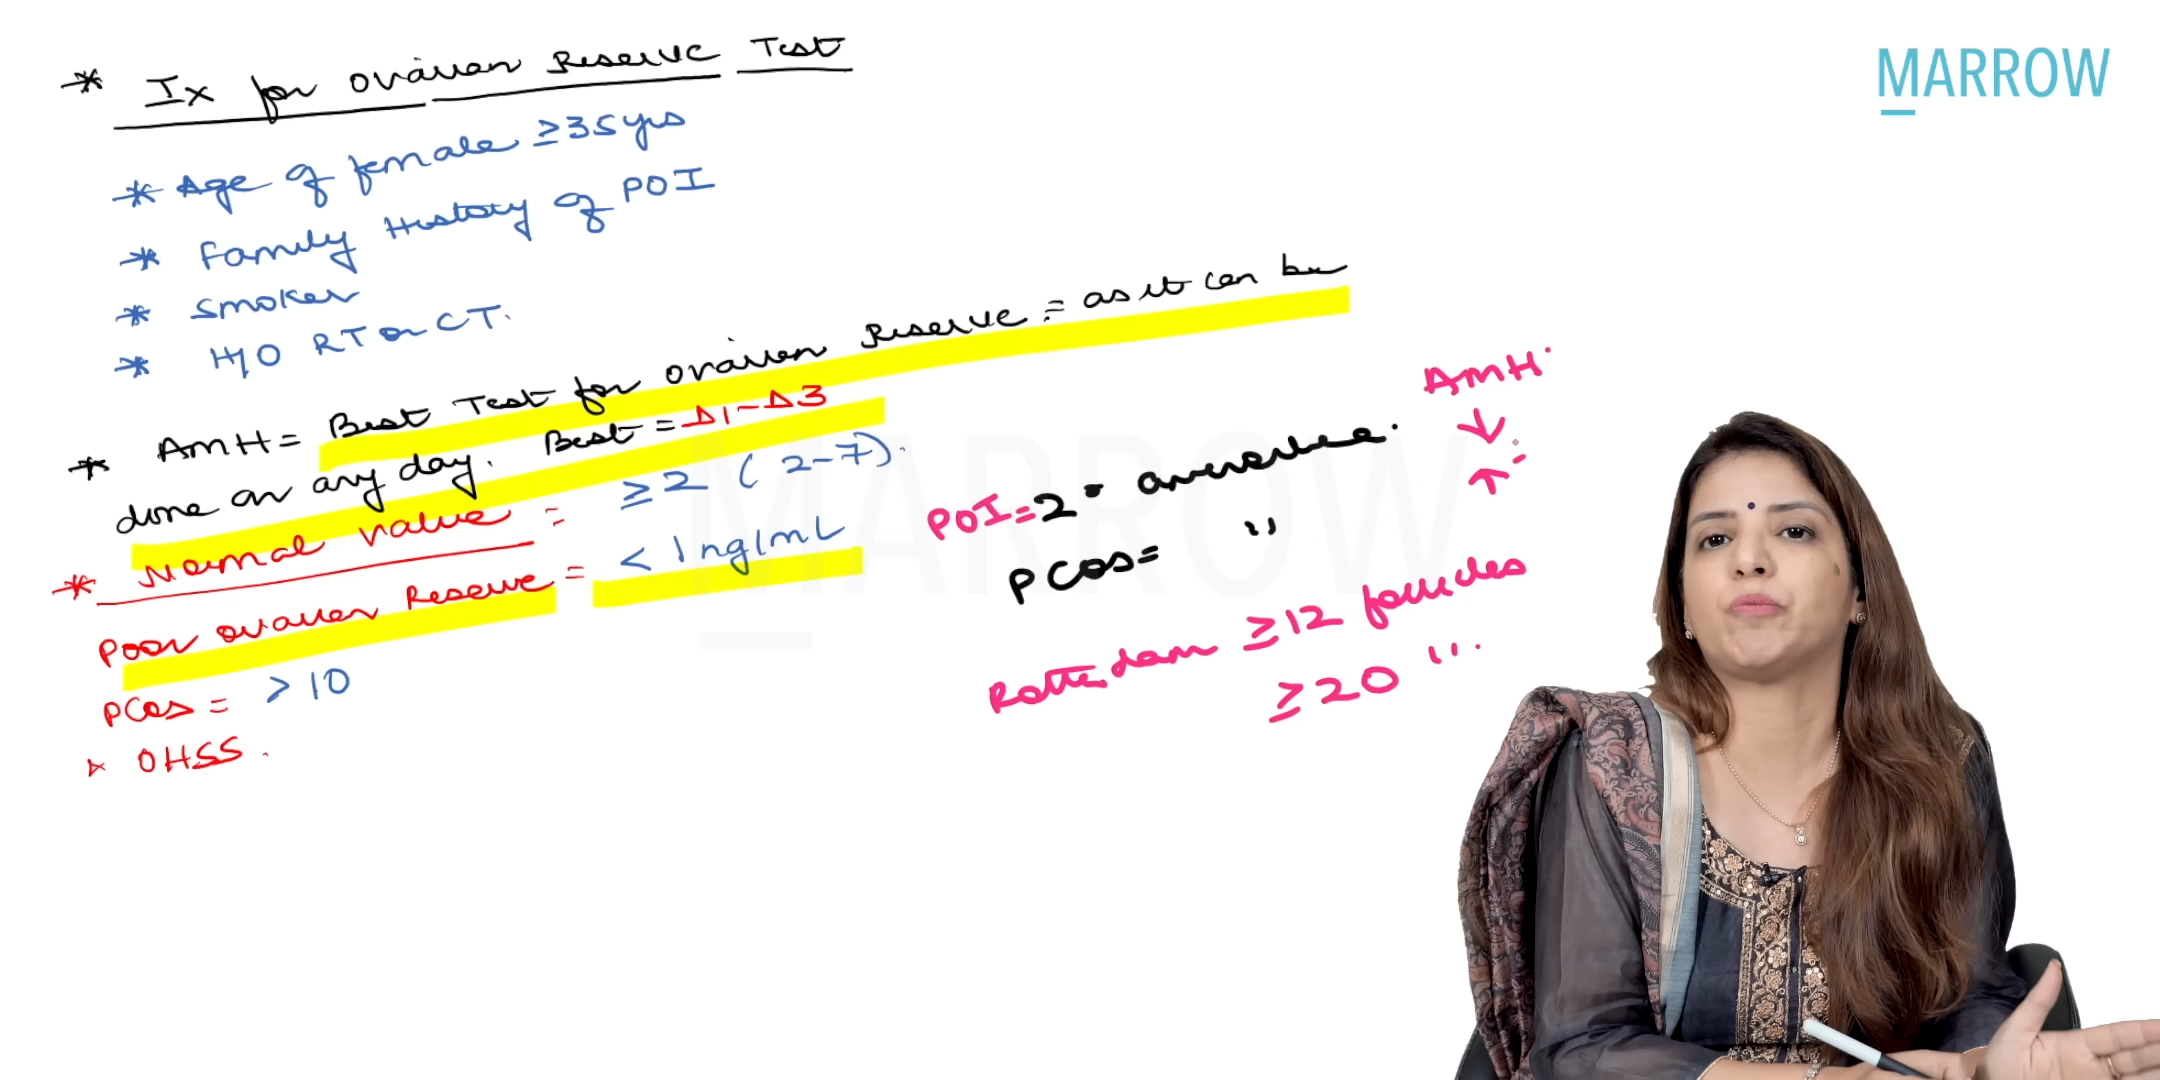 * Ix for Ovarian Reserve Test
* Age of female ≥35yrs
* Family History of POI
* Smoker
* H/O RT or CT.
* AMH = Best Test for Ovarian Reserve = as it can be
done on any day. Best = D1-D3
* Normal value = ≥2 (2-7).
Poor Ovarian Reserve = <1ng/mL
PCOS = >10
* OHSS.
AMH.
↓
↑
POI = 2° amenorrhea.
PCOS = "
Rotterdam ≥12 follicles
≥20 "
MARROW
MARROW